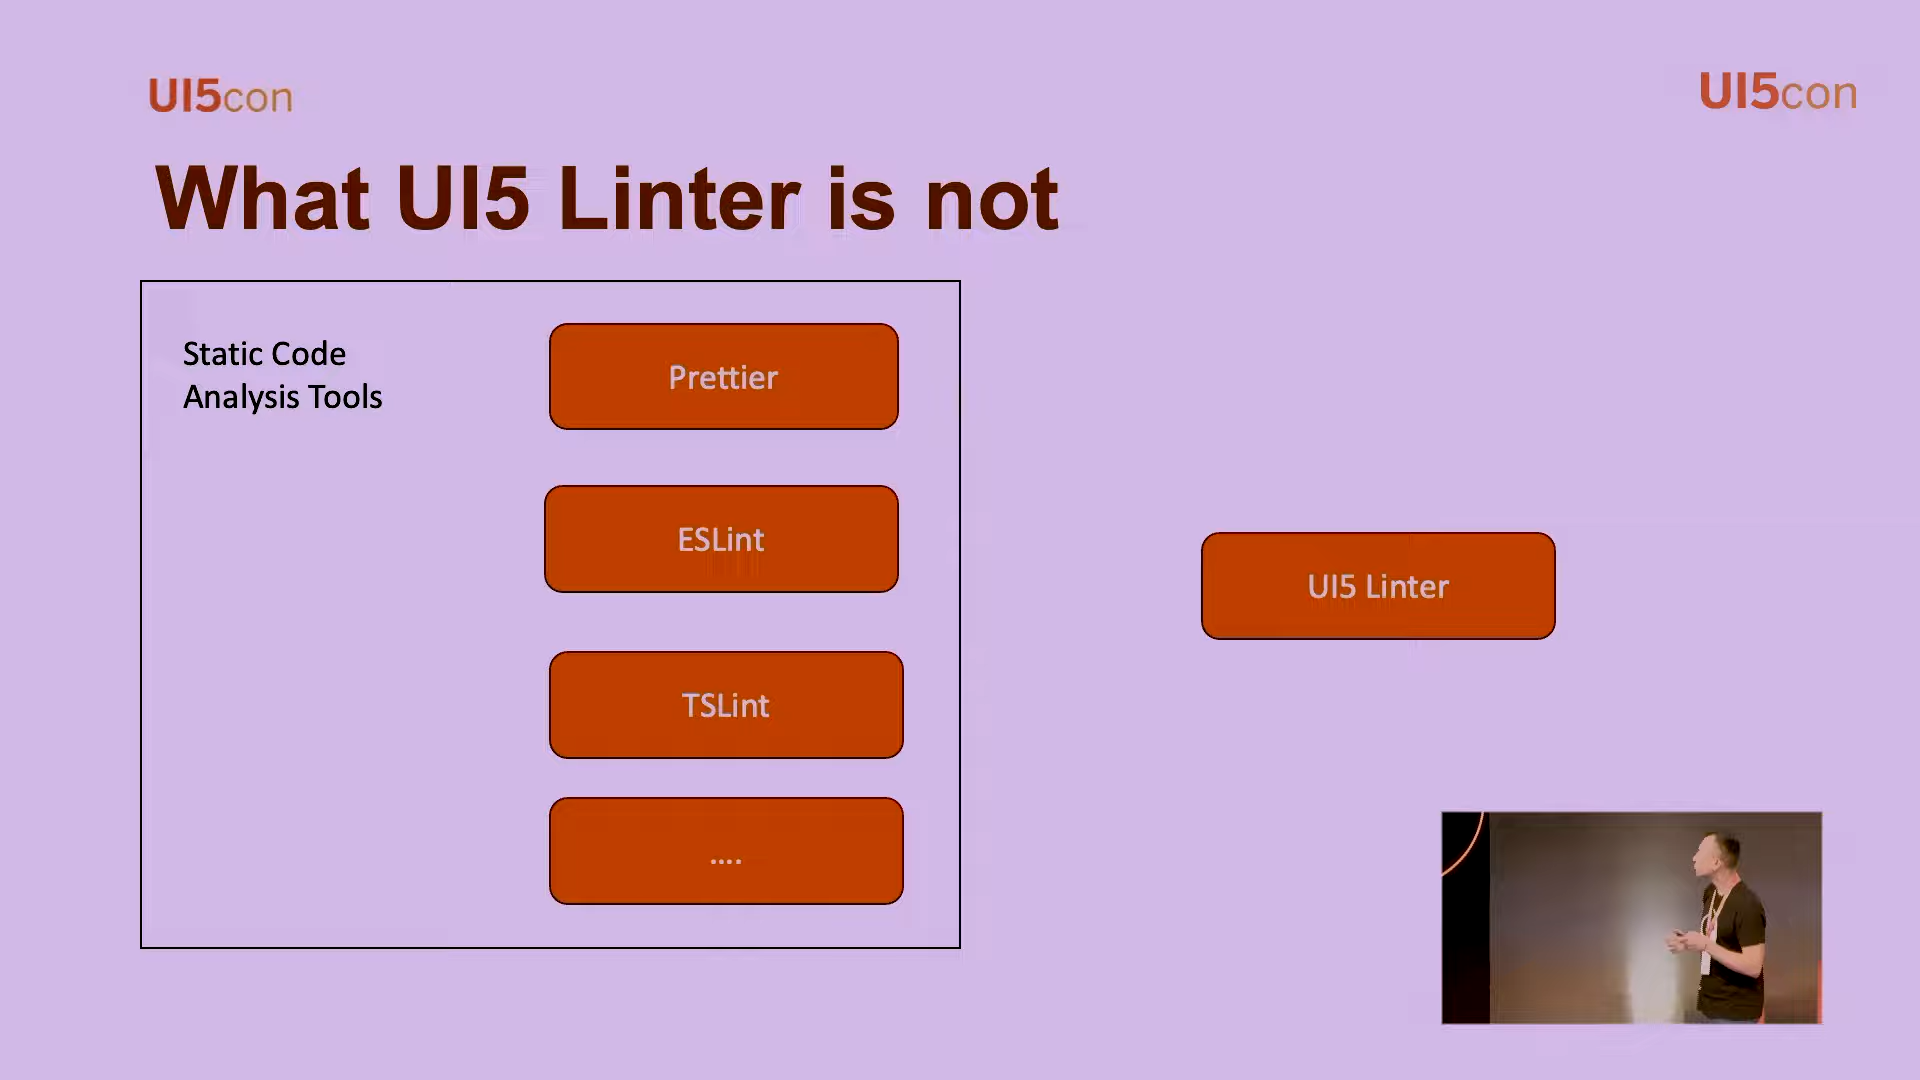 UI5con
UI5con
What UI5 Linter is not
Static Code
Analysis Tools
Prettier
ESLint
TSLint
....
UI5 Linter